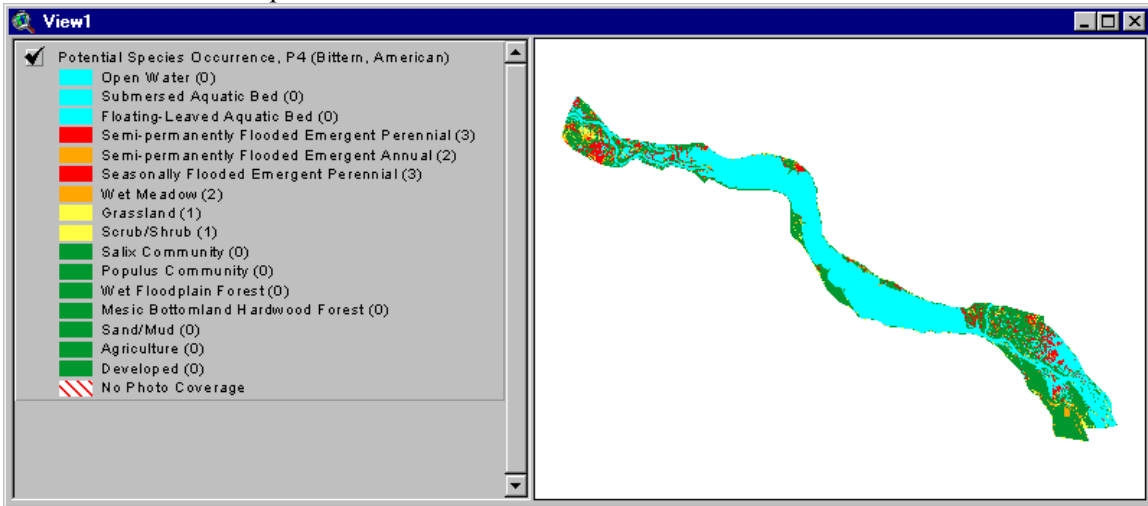 View1
Potential Species Occurrence, P4 (Bittern, American)
Open Water (0)
Submersed Aquatic Bed (0)
Floating-Leaved Aquatic Bed (0)
Semi-permanently Flooded Emergent Perennial (3)
Semi-permanently Flooded Emergent Annual (2)
Seasonally Flooded Emergent Perennial (3)
Wet Meadow (2)
Grassland (1)
Scrub/Shrub (1)
Salix Community (0)
Populus Community (0)
Wet Floodplain Forest (0)
Mesic Bottomland Hardwood Forest (0)
Sand/Mud (0)
Agriculture (0)
Developed (0)
No Photo Coverage